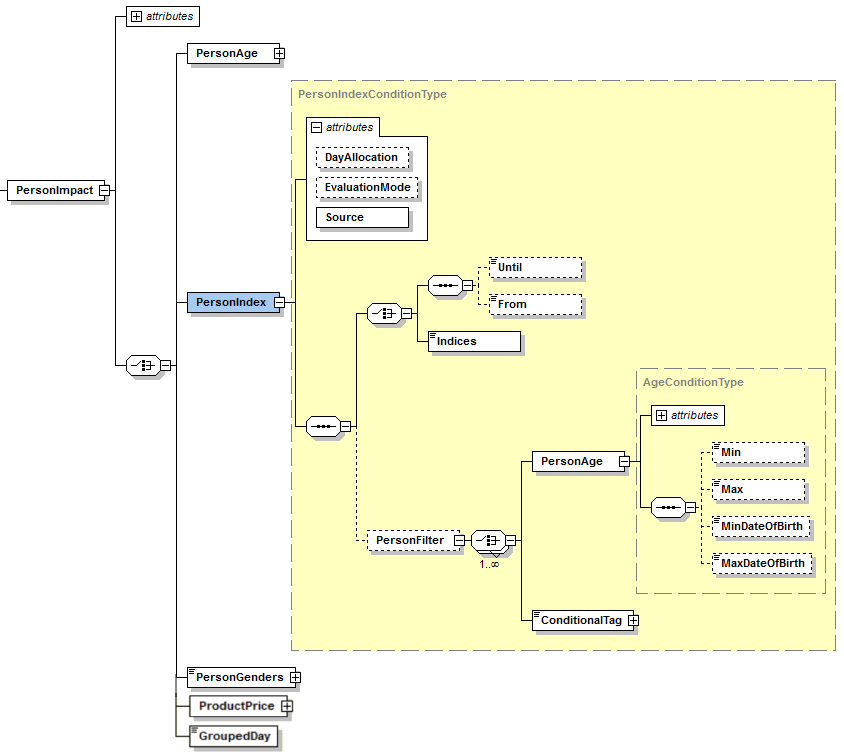 attributes
PersonAge
PersonIndexConditionType
attributes
DayAllocation
EvaluationMode
PersonImpact
Source
Until
PersonIndex
From
Indices
AgeConditionType
attributes
PersonAge
Min
Max
PersonFilter
MinDateOfBirth
1..∞
MaxDateOfBirth
ConditionalTag
PersonGenders
ProductPrice
GroupedDay